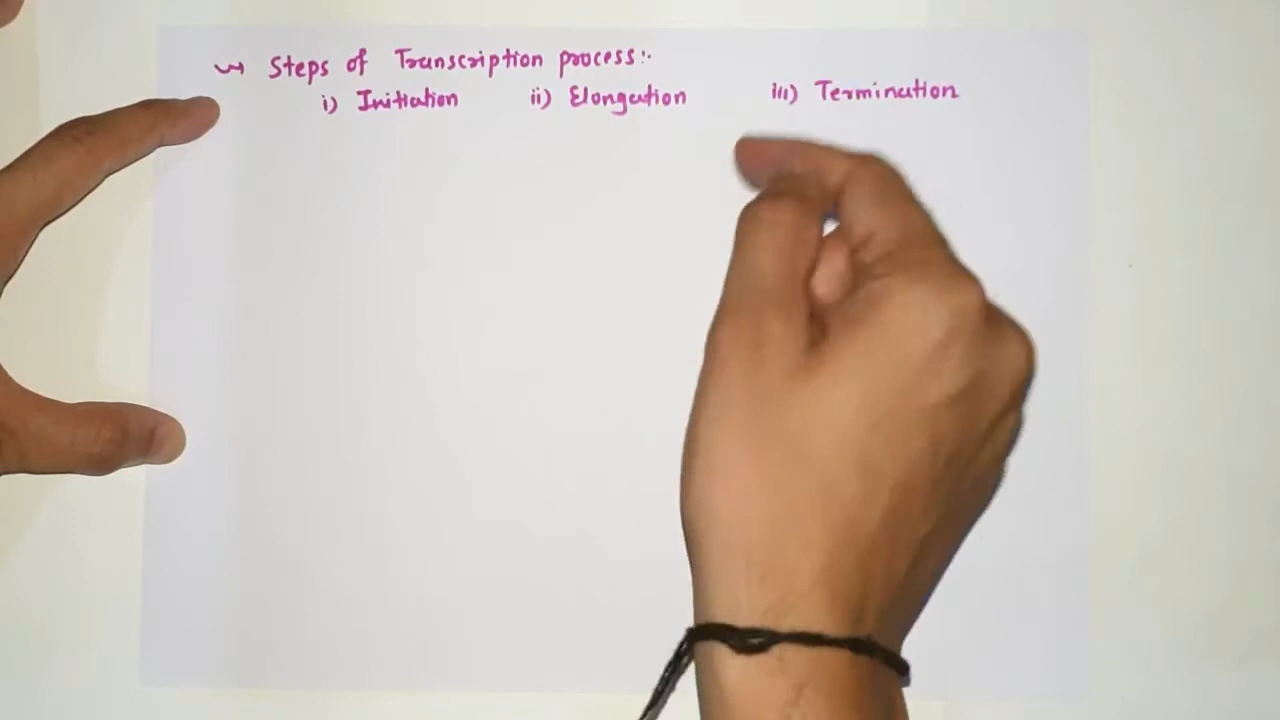 ↝ Steps of Transcription process:-
i) Initiation ii) Elongation iii) Termination